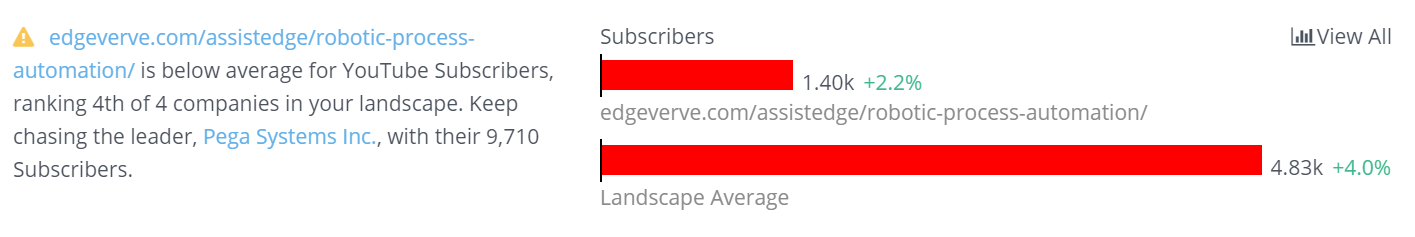 edgeverve.com/assistedge/robotic-process-
automation/ is below average for YouTube Subscribers,
ranking 4th of 4 companies in your landscape. Keep
chasing the leader, Pega Systems Inc., with their 9,710
Subscribers.
Subscribers
View All
1.40k +2.2%
edgeverve.com/assistedge/robotic-process-automation/
4.83k +4.0%
Landscape Average